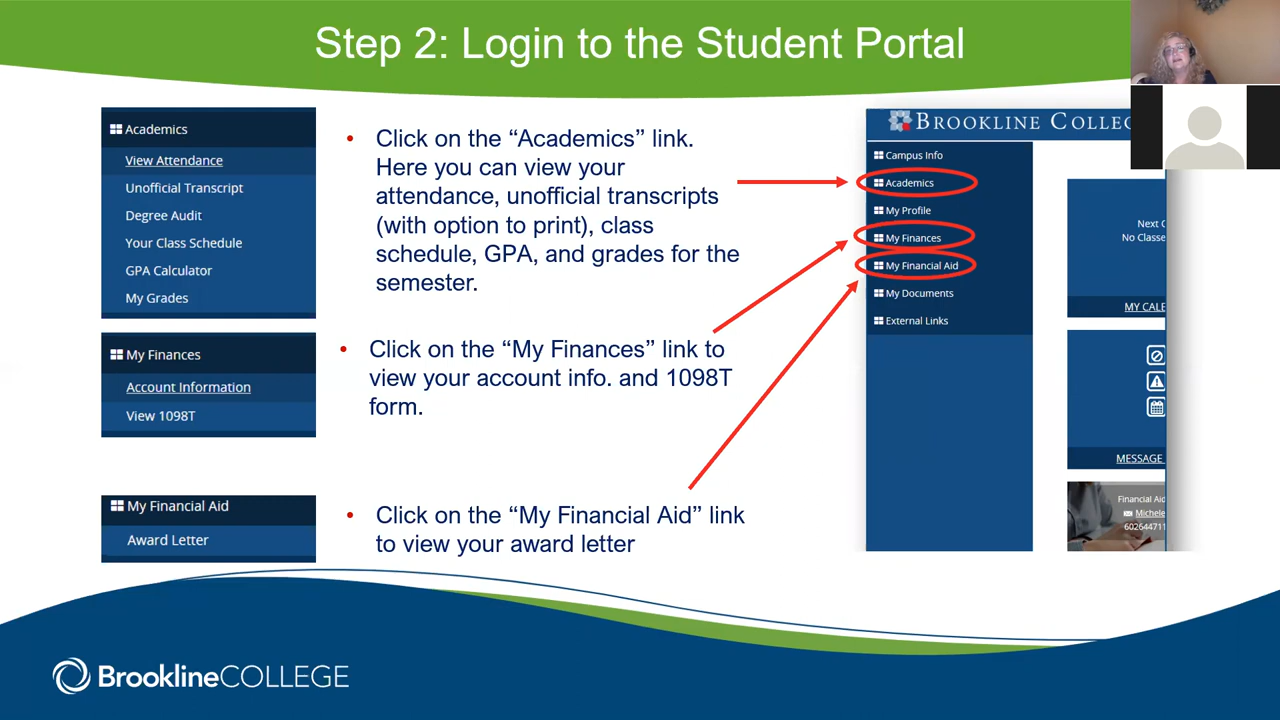 Step 2: Login to the Student Portal
Academics
View Attendance
Unofficial Transcript
Degree Audit
Your Class Schedule
GPA Calculator
My Grades
• Click on the “Academics” link.
Here you can view your
attendance, unofficial transcripts
(with option to print), class
schedule, GPA, and grades for the
semester.
My Finances
Account Information
View 1098T
• Click on the “My Finances” link to
view your account info. and 1098T
form.
My Financial Aid
Award Letter
• Click on the “My Financial Aid” link
to view your award letter
BROOKLINE
Campus Info
Academics
My Profile
My Finances
My Financial Aid
My Documents
External Links
Next
No
MY
MESSAGE
Financial
Michele
BrooklineCOLLEGE